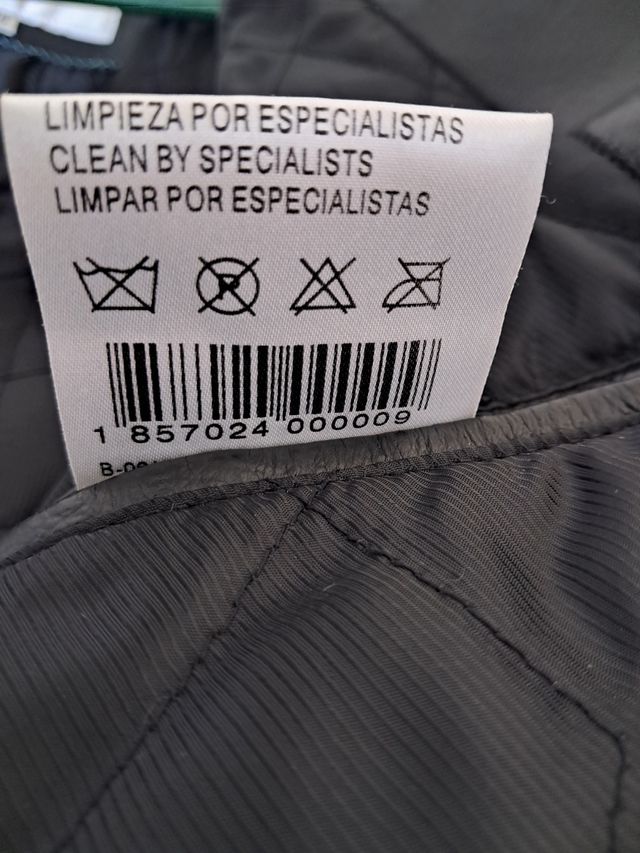 LIMPIEZA POR ESPECIALISTAS
CLEAN BY SPECIALISTS
LIMPAR POR ESPECIALISTAS
P
1 857024 000009